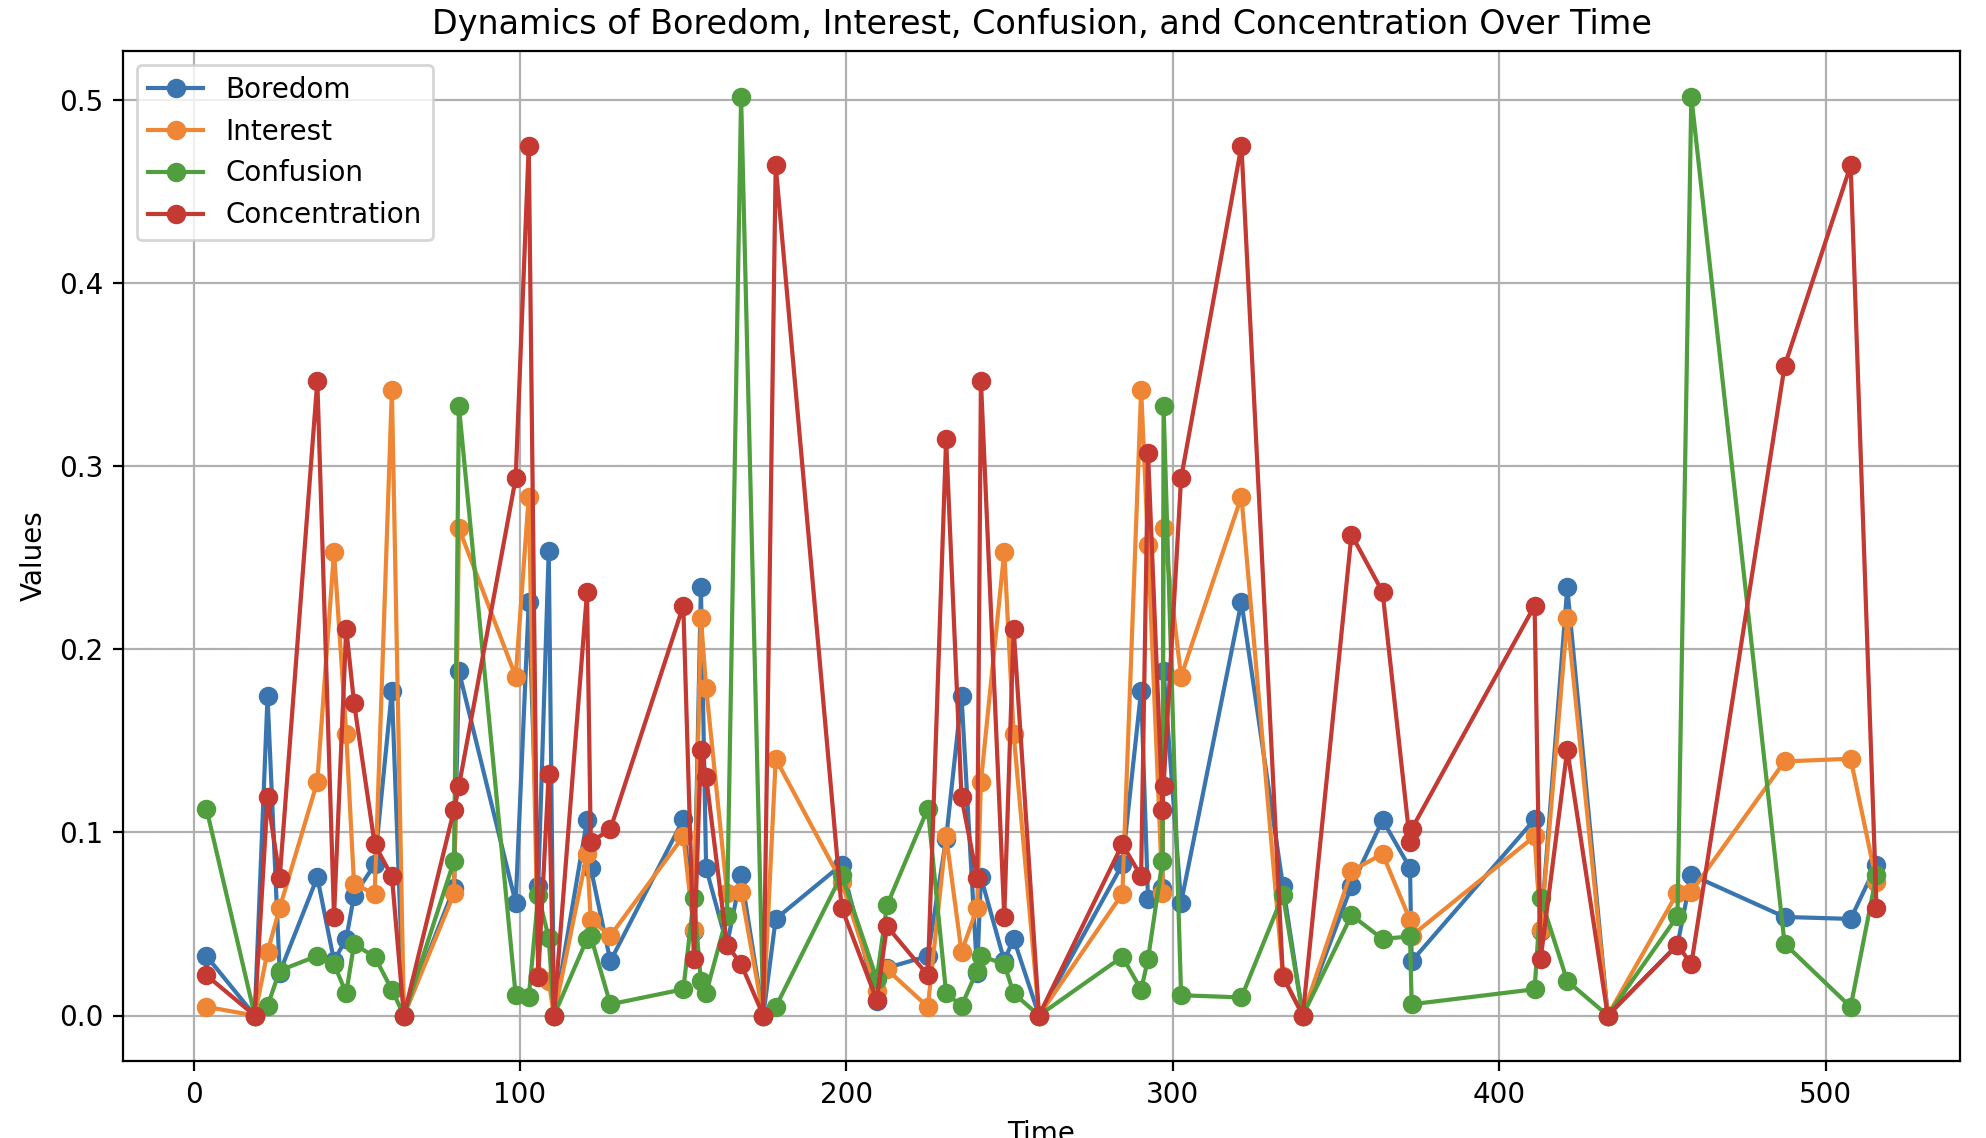 Dynamics of Boredom, Interest, Confusion, and Concentration Over Time
Boredom
Interest
Confusion
Concentration
Values
0.5
0.4
0.3
0.2
0.1
0.0
0
100
200
300
400
500
Time